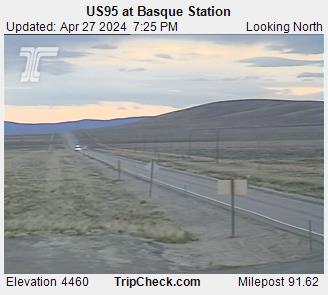 US95 at Basque Station
Updated: Apr 27 2024 7:25 PM Looking North
Elevation 4460 TripCheck.com Milepost 91.62